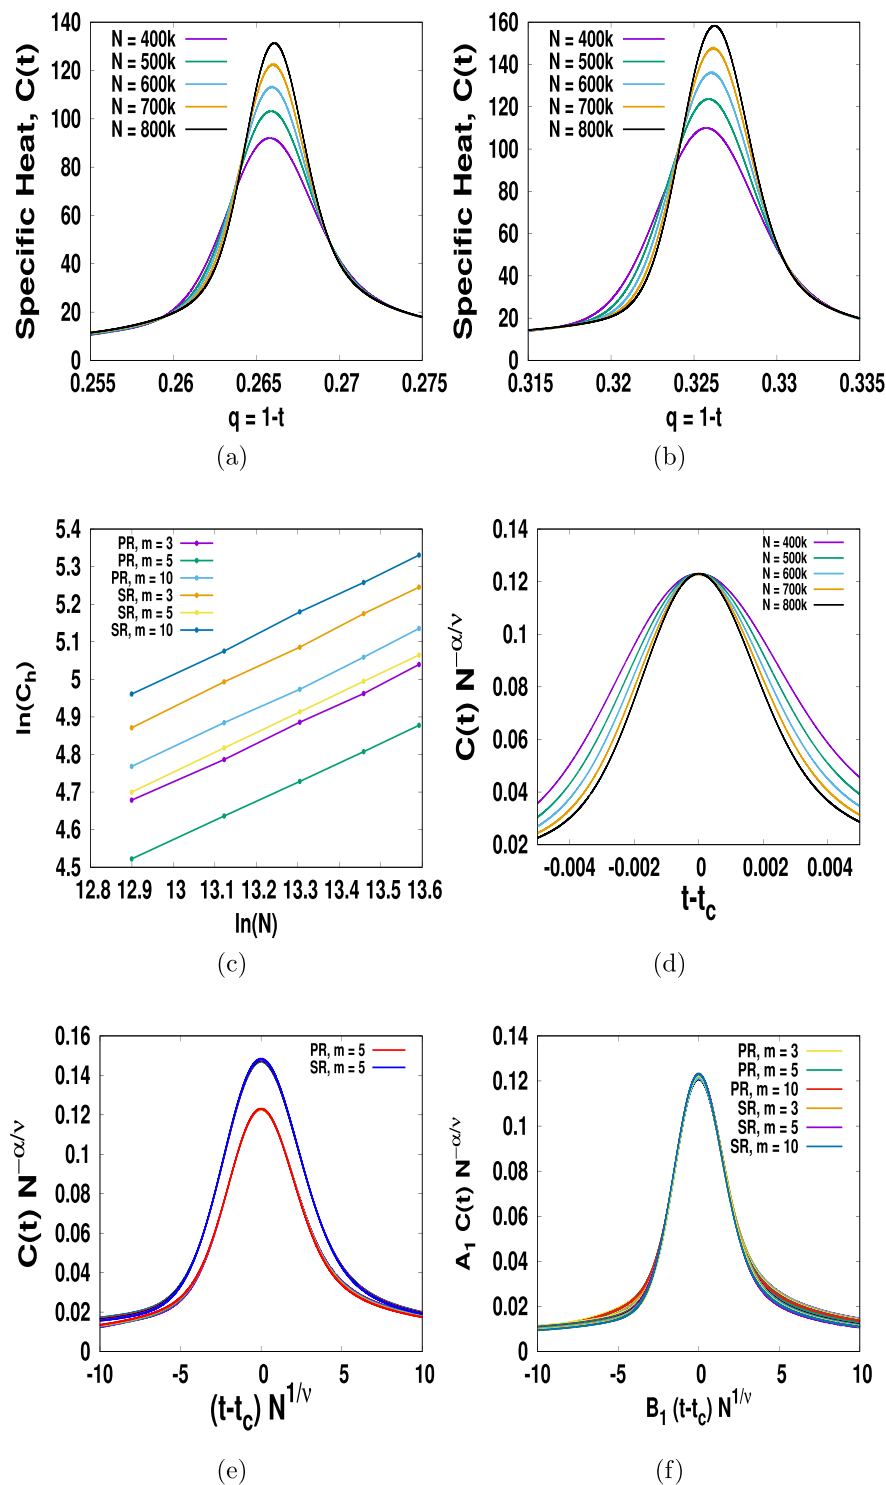 Specific Heat, C(t)
140
120
100
80
60
40
20
0
N = 400k
N = 500k
N = 600k
N = 700k
N = 800k
0.255 0.26 0.265 0.27 0.275
q = 1-t
(a)
Specific Heat, C(t)
160
140
120
100
80
60
40
20
0
N = 400k
N = 500k
N = 600k
N = 700k
N = 800k
0.315 0.32 0.325 0.33 0.335
q = 1-t
(b)
ln(C_h)
5.4
5.3
5.2
5.1
5
4.9
4.8
4.7
4.6
4.5
PR, m = 3
PR, m = 5
PR, m = 10
SR, m = 3
SR, m = 5
SR, m = 10
12.8 12.9 13 13.1 13.2 13.3 13.4 13.5 13.6
ln(N)
(c)
C(t) N^{-α/ν}
0.14
0.12
0.1
0.08
0.06
0.04
0.02
N = 400k
N = 500k
N = 600k
N = 700k
N = 800k
-0.004 -0.002 0 0.002 0.004
t-t_c
(d)
C(t) N^{-α/ν}
0.16
0.14
0.12
0.1
0.08
0.06
0.04
0.02
0
PR, m = 5
SR, m = 5
-10 -5 0 5 10
(t-t_c) N^{1/ν}
(e)
A_1 C(t) N^{-α/ν}
0.14
0.12
0.1
0.08
0.06
0.04
0.02
0
PR, m = 3
PR, m = 5
PR, m = 10
SR, m = 3
SR, m = 5
SR, m = 10
-10 -5 0 5 10
B_1 (t-t_c) N^{1/ν}
(f)